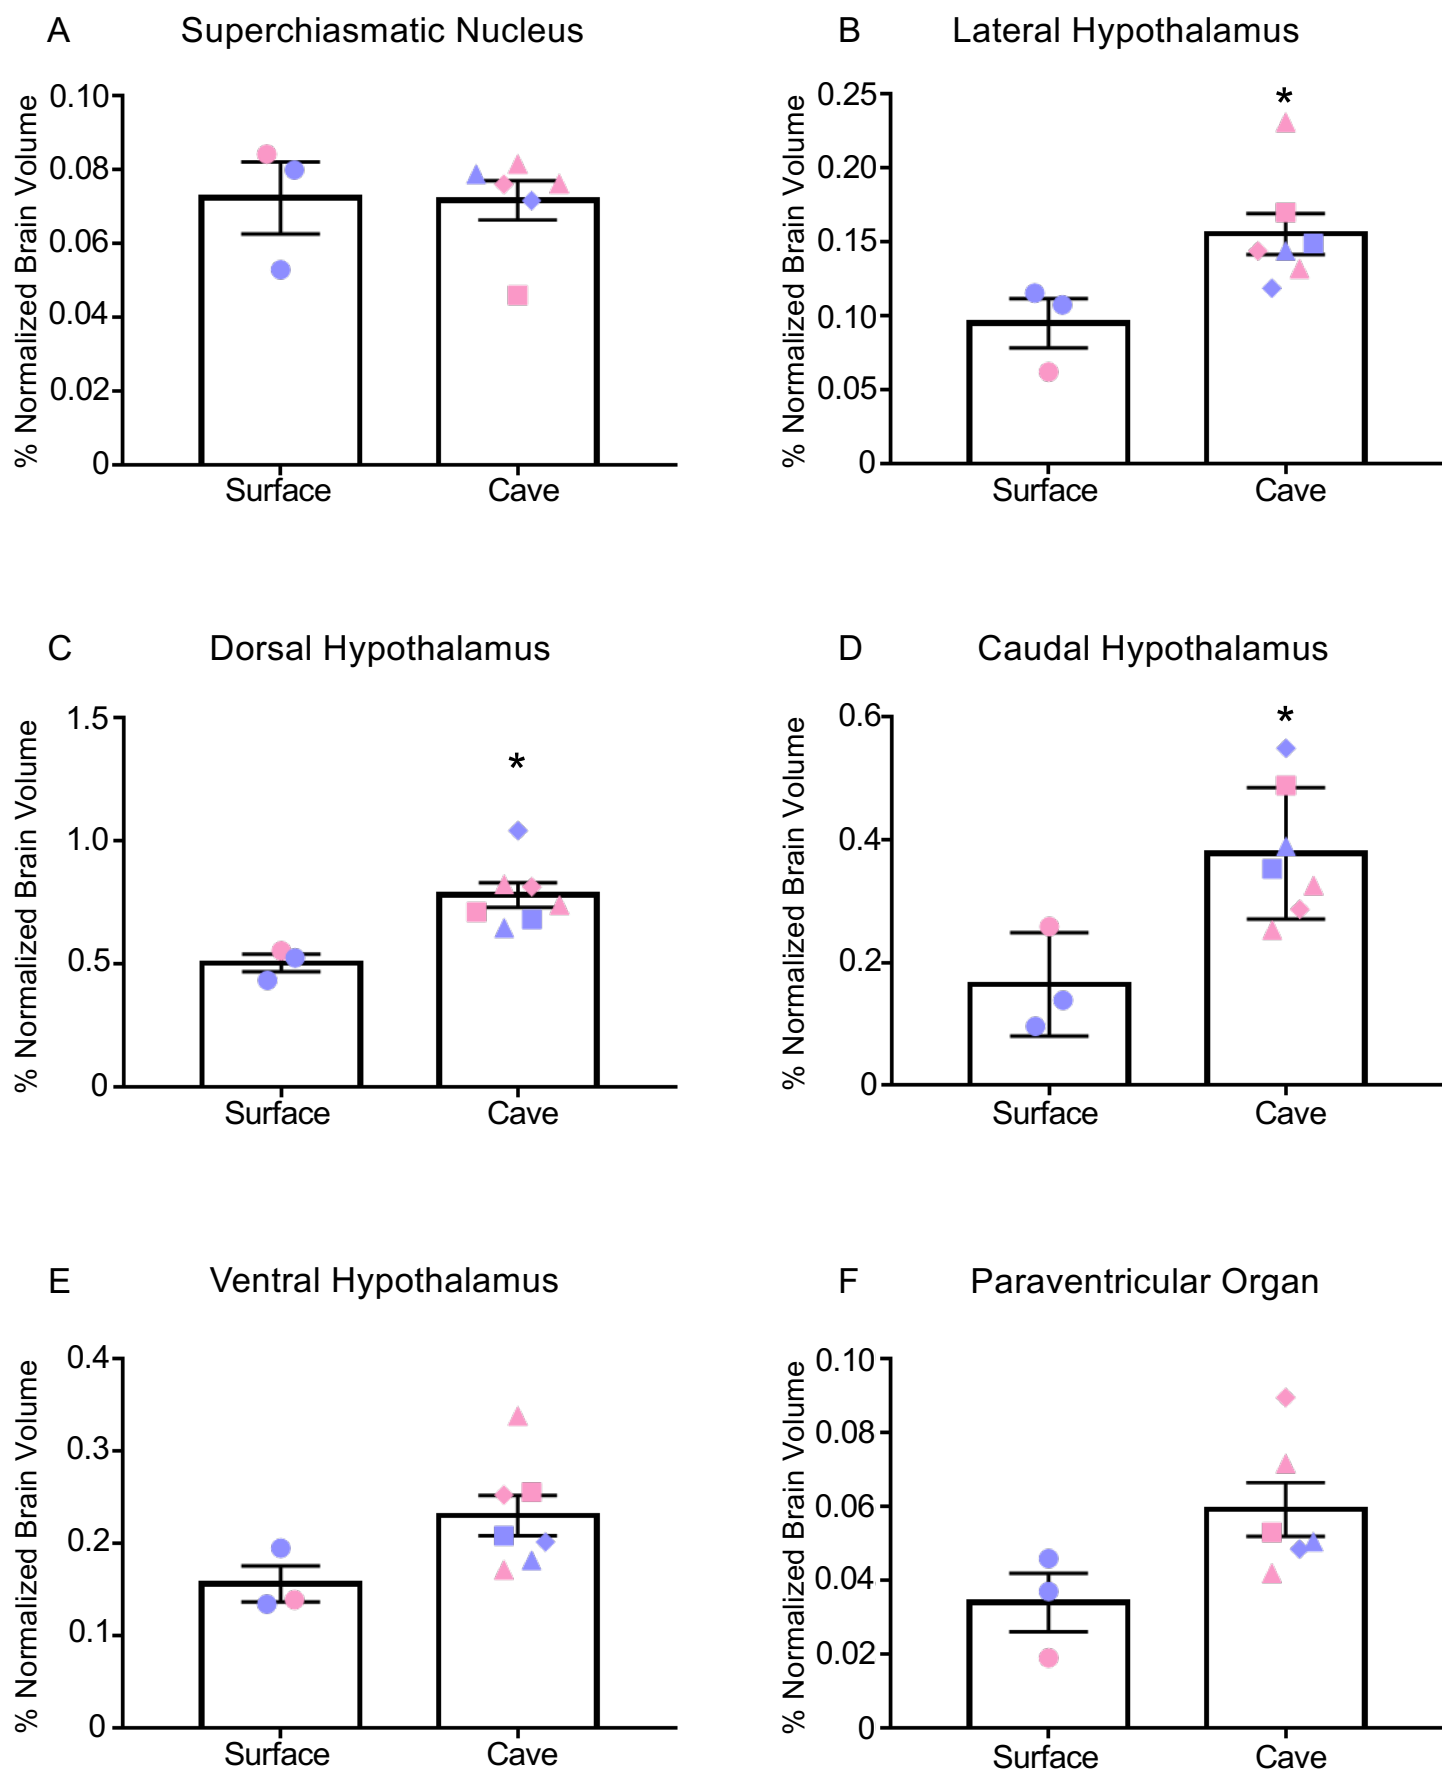 A Superchiasmatic Nucleus
% Normalized Brain Volume
0.10
0.08
0.06
0.04
0.02
0
Surface Cave
B Lateral Hypothalamus
% Normalized Brain Volume
0.25
0.20
0.15
0.10
0.05
0
*
Surface Cave
C Dorsal Hypothalamus
% Normalized Brain Volume
1.5
1.0
0.5
0
*
Surface Cave
D Caudal Hypothalamus
% Normalized Brain Volume
0.6
0.4
0.2
0
*
Surface Cave
E Ventral Hypothalamus
% Normalized Brain Volume
0.4
0.3
0.2
0.1
0
Surface Cave
F Paraventricular Organ
% Normalized Brain Volume
0.10
0.08
0.06
0.04
0.02
0
Surface Cave